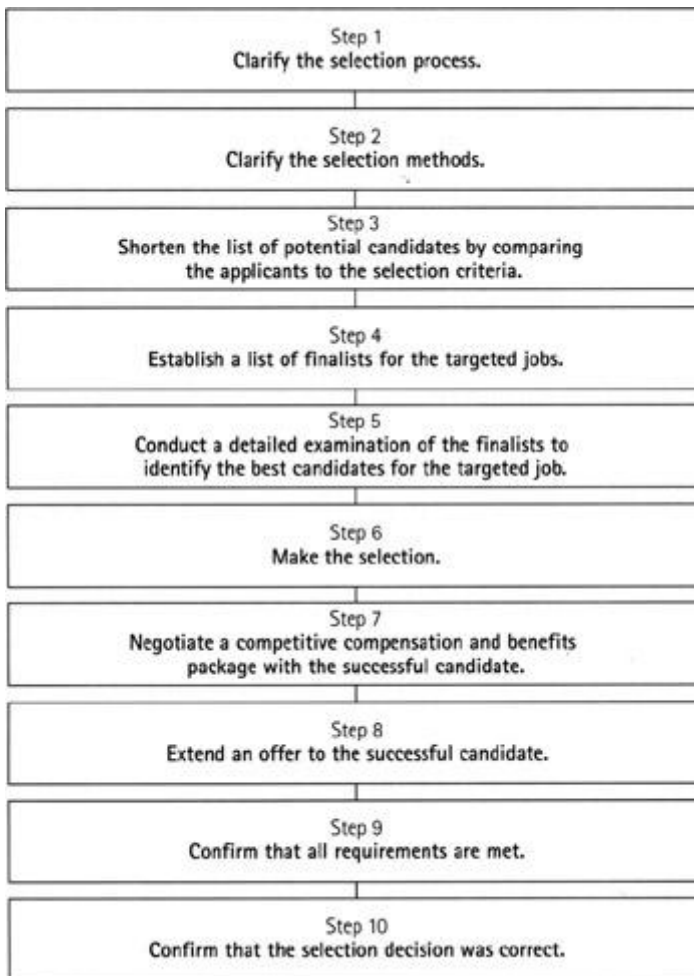 Step 1
Clarify the selection process.
Step 2
Clarify the selection methods.
Step 3
Shorten the list of potential candidates by comparing
the applicants to the selection criteria.
Step 4
Establish a list of finalists for the targeted jobs.
Step 5
Conduct a detailed examination of the finalists to
identify the best candidates for the targeted job.
Step 6
Make the selection.
Step 7
Negotiate a competitive compensation and benefits
package with the successful candidate.
Step 8
Extend an offer to the successful candidate.
Step 9
Confirm that all requirements are met.
Step 10
Confirm that the selection decision was correct.